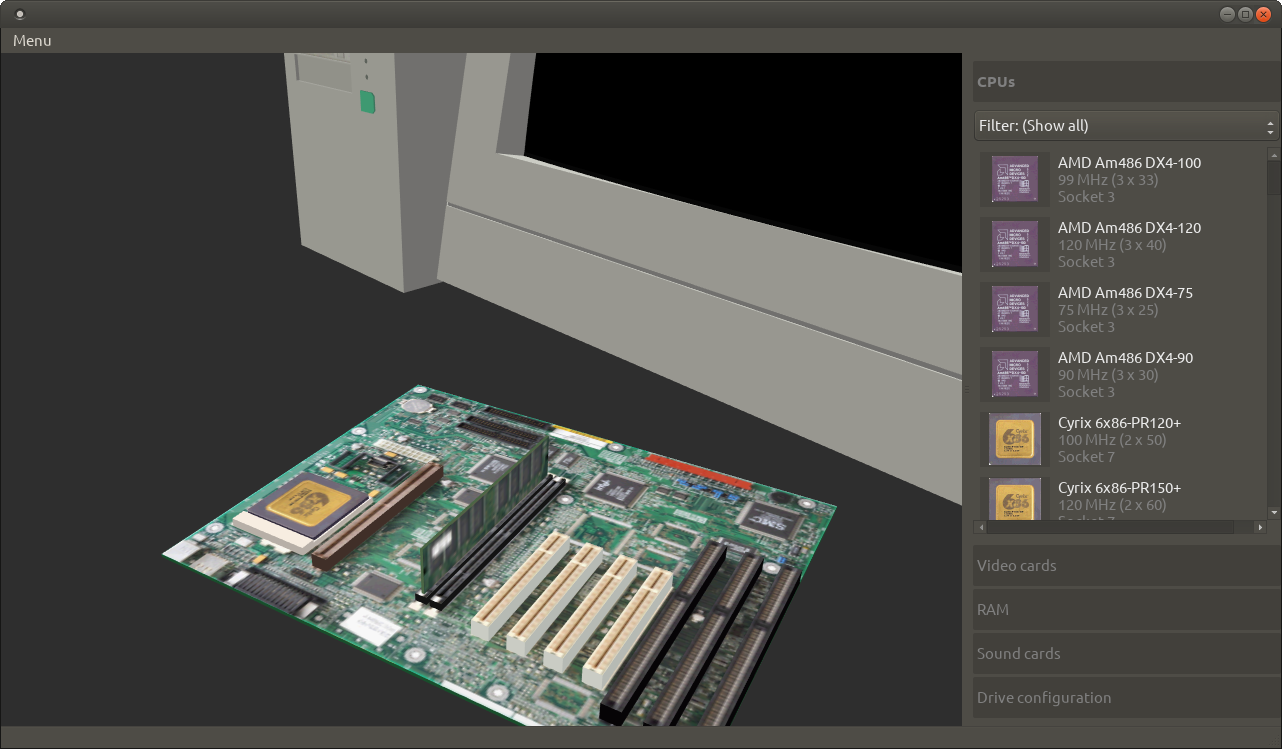 Menu
CPUs
Filter: (Show all)
AMD Am486 DX4-100
99 MHz (3 x 33)
Socket 3
AMD Am486 DX4-120
120 MHz (3 x 40)
Socket 3
AMD Am486 DX4-75
75 MHz (3 x 25)
Socket 3
AMD Am486 DX4-90
90 MHz (3 x 30)
Socket 3
Cyrix 6x86-PR120+
100 MHz (2 x 50)
Socket 7
Cyrix 6x86-PR150+
120 MHz (2 x 60)
Socket 7
Video cards
RAM
Sound cards
Drive configuration
SMC